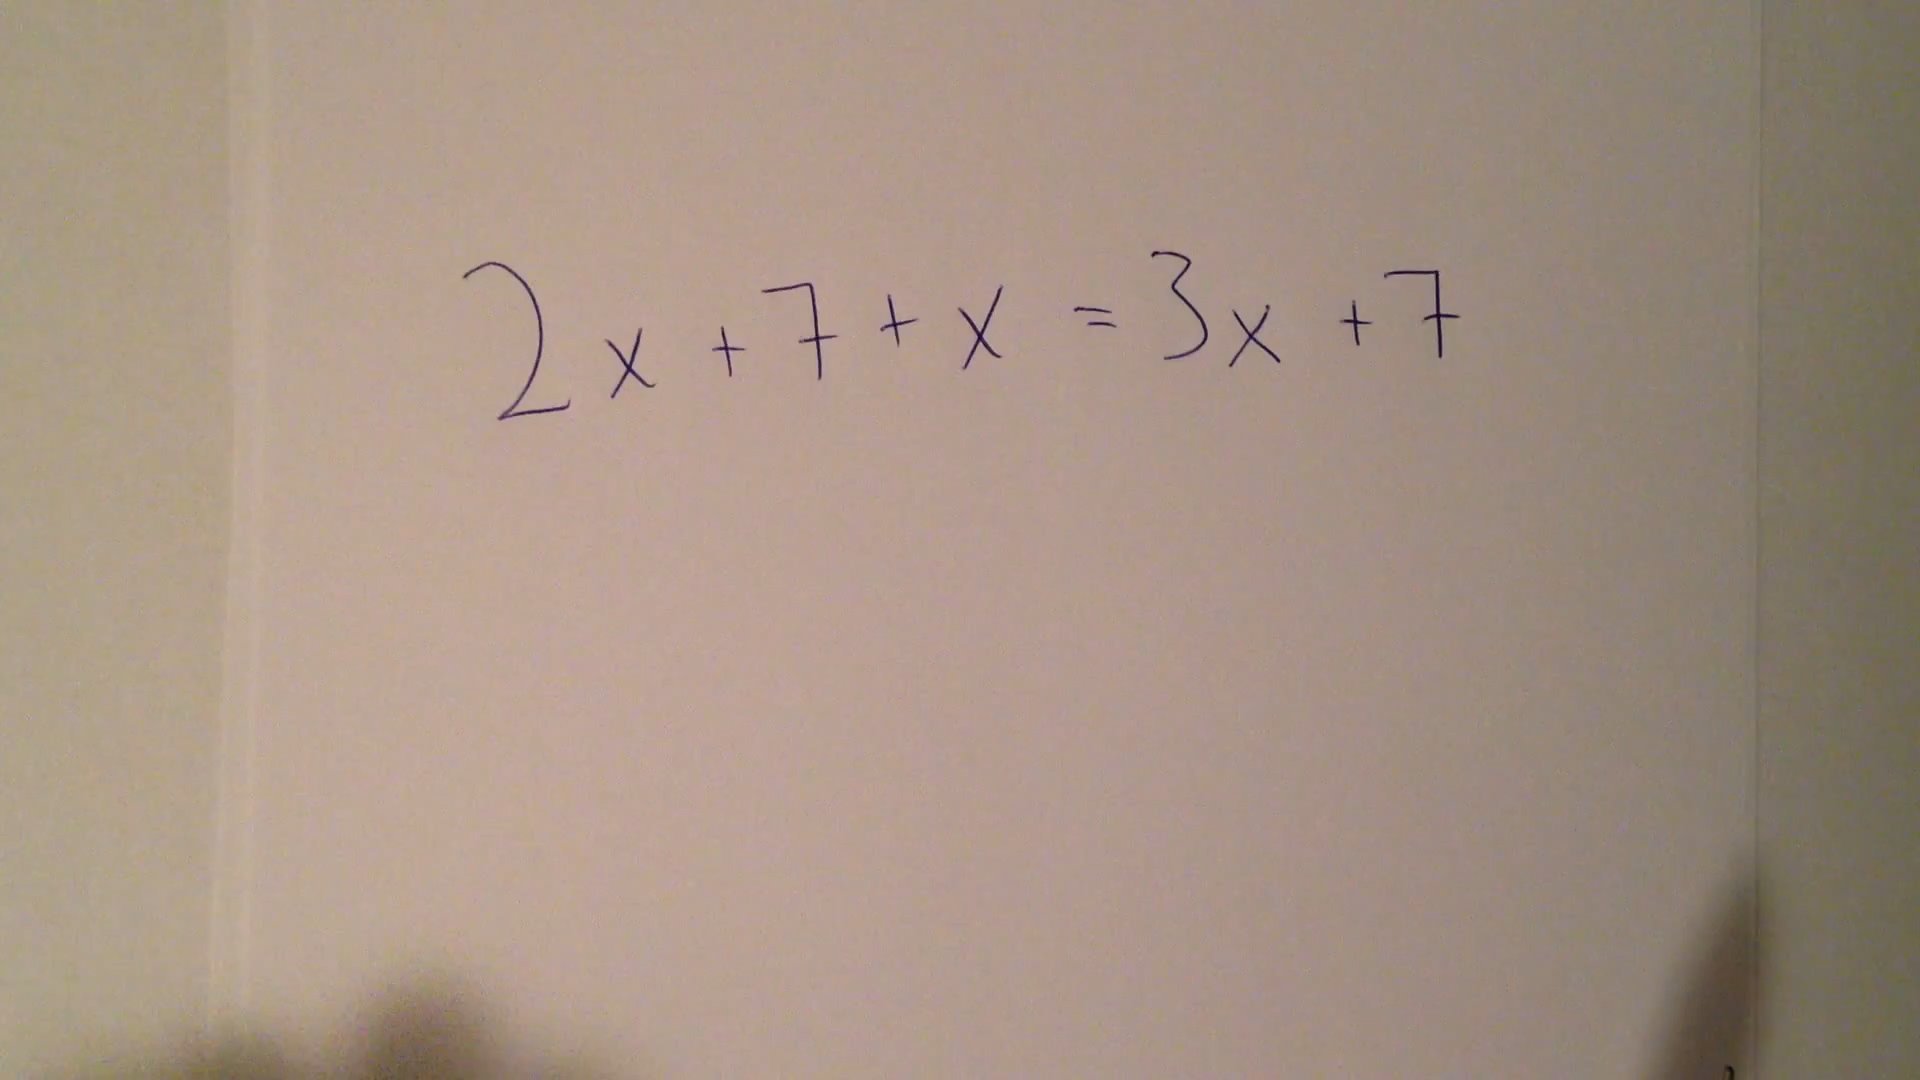 2x + 7 + x = 3x + 7